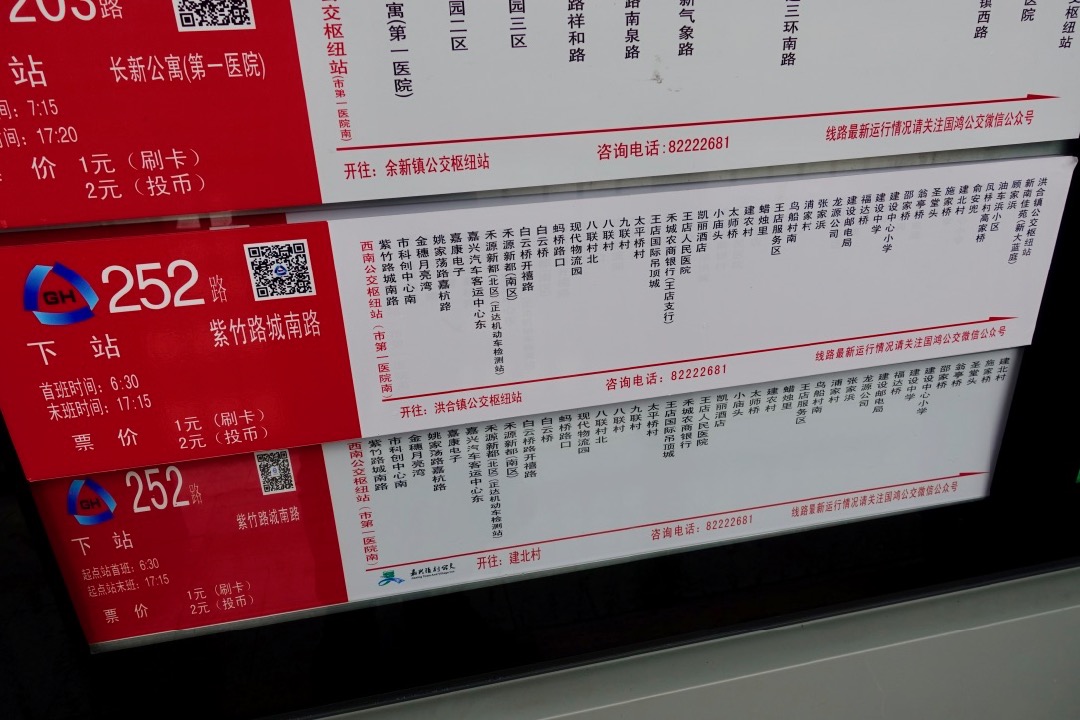 203路
站
长新公寓(第一医院)
间: 7:15
时间: 17:20
价 1元（刷卡）
2元（投币）
公交枢纽站(市第一医院南)
寓(第一医院)
园二区
园三区
路祥和路
路南泉路
新气象路
三环南路
镇西路
医院
枢纽站
开往: 余新镇公交枢纽站
咨询电话:82222681
线路最新运行情况请关注国鸿公交微信公众号
GH
252路
下 站
紫竹路城南路
首班时间: 6:30
末班时间: 17:15
票 价 1元（刷卡）
2元（投币）
西南公交枢纽站（市第一医院南）
紫竹路城南路
市科创中心南
金穗月亮湾
姚家荡路嘉杭路
嘉康电子
嘉兴汽车客运中心东
禾源新都(北区)(正达机动车检测站)
禾源新都(南区)
白云桥开禧路
白云桥
蚂桥路口
现代物流园
八联村北
八联村
九联村
太平桥村
王店国际吊顶城
禾城农商银行(王店支行)
王店人民医院
凯丽酒店
小庙头
太师桥
建农村
蜡烛里
王店服务区
乌船村南
浦家村
张家浜
龙源公司
建设邮电局
福达桥
建设中学
建设中心小学
邵家桥
翁亭桥
圣堂头
施家桥
建北村
俞安兜
凤桥村高家桥
油车浜小区
顾家浜
新南佳苑(新大蓝庭)
洪合镇公交枢纽站
开往: 洪合镇公交枢纽站
咨询电话: 82222681
线路最新运行情况请关注国鸿公交微信公众号
GH
252路
下 站
紫竹路城南路
起点站首班: 6:30
起点站末班: 17:15
票 价 1元（刷卡）
2元（投币）
西南公交枢纽站（市第一医院南）
紫竹路城南路
市科创中心南
金穗月亮湾
姚家荡路嘉杭路
嘉康电子
嘉兴汽车客运中心东
禾源新都(北区)(正达机动车检测站)
禾源新都(南区)
白云桥路开禧路
白云桥
蚂桥路口
现代物流园
八联村北
八联村
九联村
太平桥村
王店国际吊顶城
禾城农商银行
王店人民医院
凯丽酒店
小庙头
太师桥
建农村
蜡烛里
王店服务区
乌船村南
浦家村
张家浜
龙源公司
建设邮电局
福达桥
建设中学
建设中心小学
邵家桥
翁亭桥
圣堂头
施家桥
建北村
开往: 建北村
咨询电话: 82222681
线路最新运行情况请关注国鸿公交微信公众号